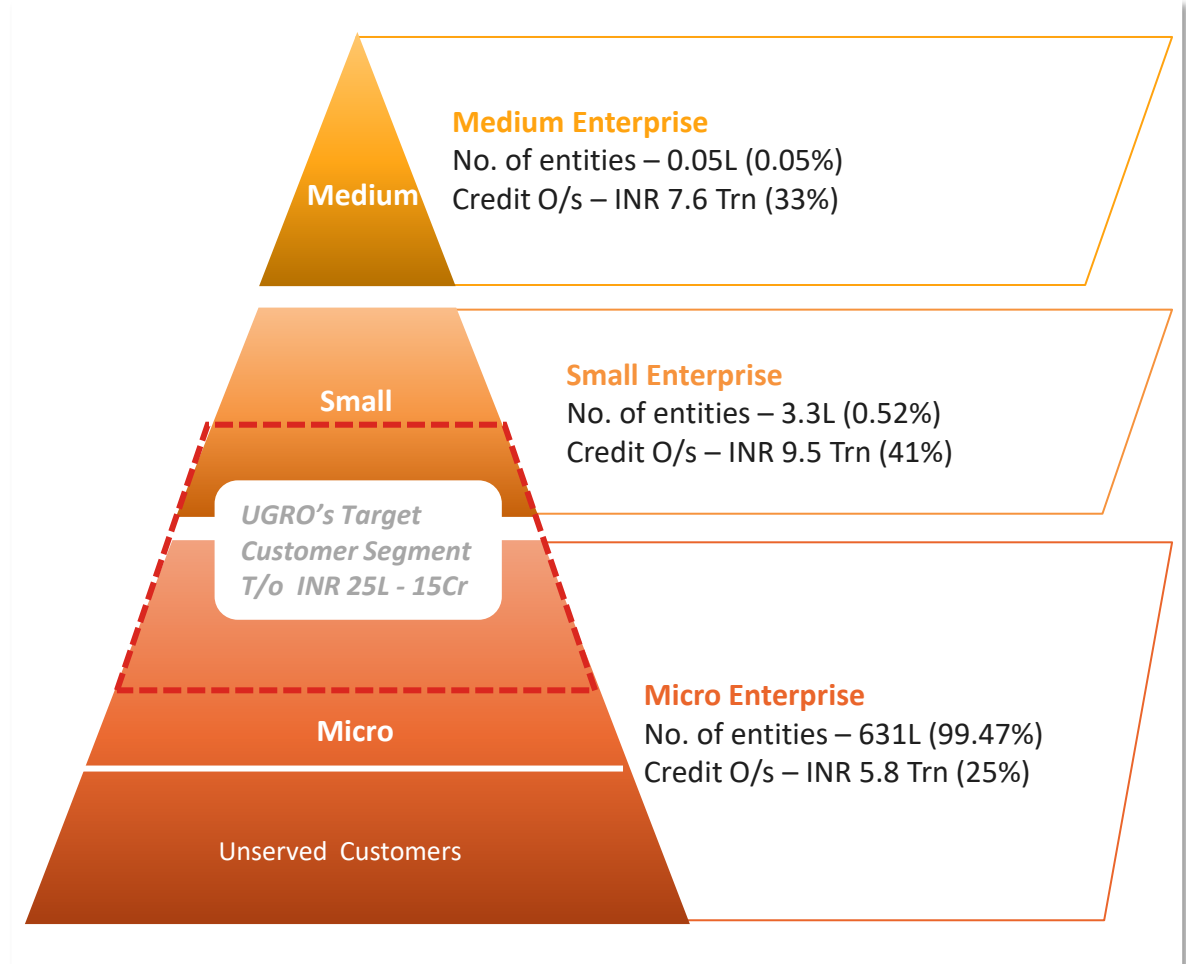 Medium
Medium Enterprise
No. of entities – 0.05L (0.05%)
Credit O/s – INR 7.6 Trn (33%)
Small
Small Enterprise
No. of entities – 3.3L (0.52%)
Credit O/s – INR 9.5 Trn (41%)
UGRO’s Target
Customer Segment
T/o INR 25L - 15Cr
Micro
Micro Enterprise
No. of entities – 631L (99.47%)
Credit O/s – INR 5.8 Trn (25%)
Unserved Customers